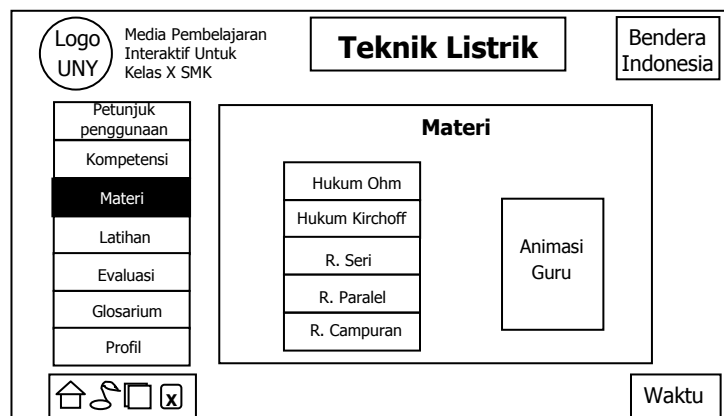 Logo
UNY
Media Pembelajaran
Interaktif Untuk
Kelas X SMK
Teknik Listrik
Bendera
Indonesia
Petunjuk
penggunaan
Kompetensi
Materi
Latihan
Evaluasi
Glosarium
Profil
Materi
Hukum Ohm
Hukum Kirchoff
R. Seri
R. Paralel
R. Campuran
Animasi
Guru
x
Waktu